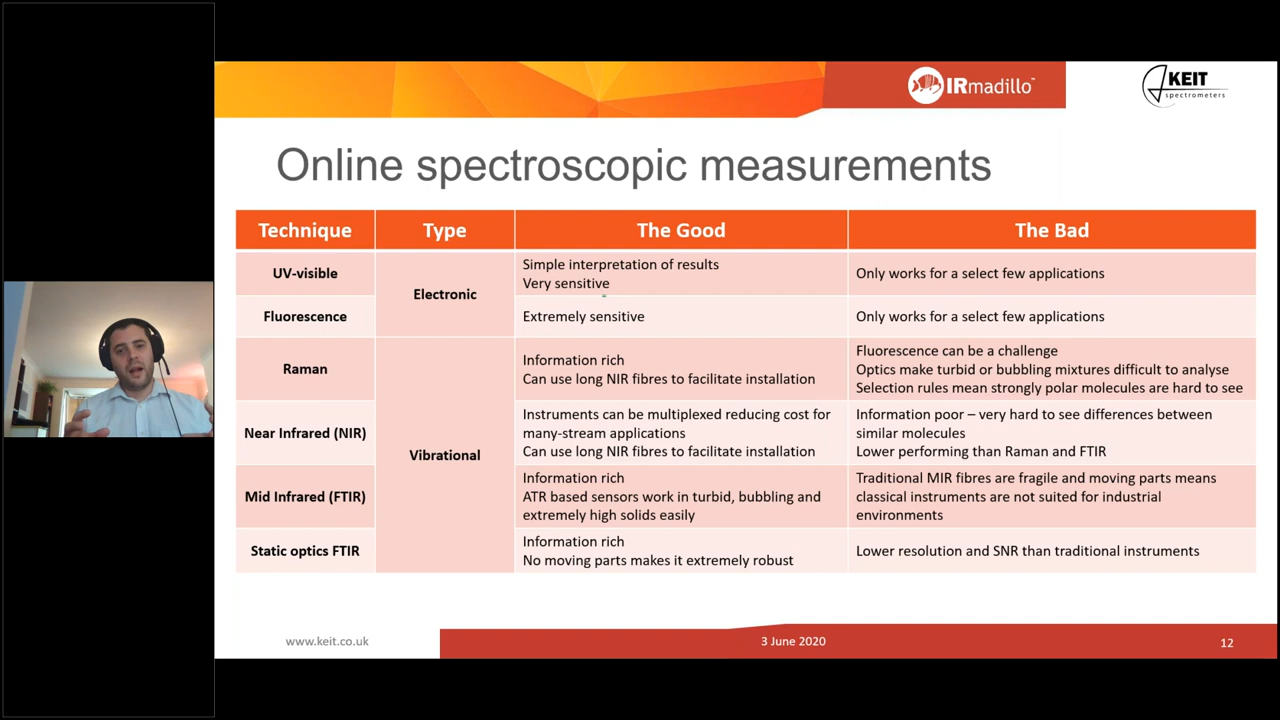 IRmadillo™
KEIT
spectrometers
Online spectroscopic measurements
Technique
Type
The Good
The Bad
UV-visible
Electronic
Simple interpretation of results
Very sensitive
Only works for a select few applications
Fluorescence
Extremely sensitive
Only works for a select few applications
Raman
Vibrational
Information rich
Can use long NIR fibres to facilitate installation
Fluorescence can be a challenge
Optics make turbid or bubbling mixtures difficult to analyse
Selection rules mean strongly polar molecules are hard to see
Near Infrared (NIR)
Instruments can be multiplexed reducing cost for
many-stream applications
Can use long NIR fibres to facilitate installation
Information poor – very hard to see differences between
similar molecules
Lower performing than Raman and FTIR
Mid Infrared (FTIR)
Information rich
ATR based sensors work in turbid, bubbling and
extremely high solids easily
Traditional MIR fibres are fragile and moving parts means
classical instruments are not suited for industrial
environments
Static optics FTIR
Information rich
No moving parts makes it extremely robust
Lower resolution and SNR than traditional instruments
www.keit.co.uk
3 June 2020
12